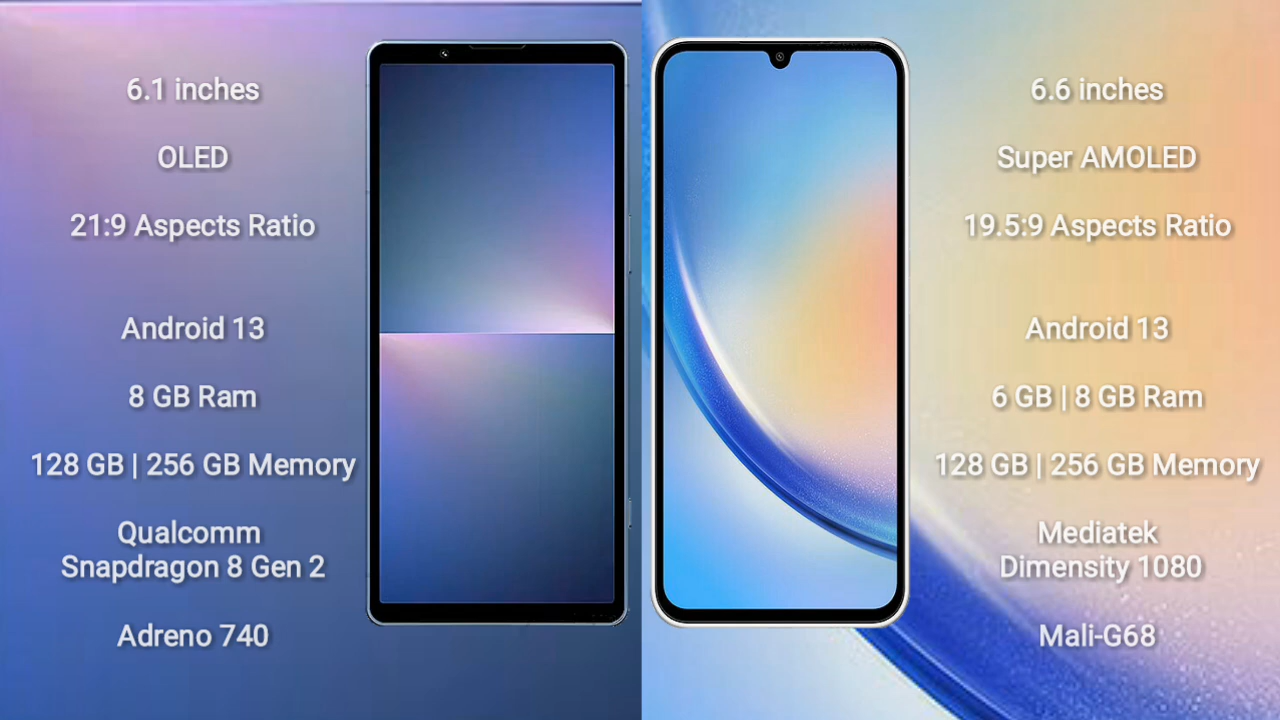 6.1 inches
OLED
21:9 Aspects Ratio
Android 13
8 GB Ram
128 GB | 256 GB Memory
Qualcomm
Snapdragon 8 Gen 2
Adreno 740
6.6 inches
Super AMOLED
19.5:9 Aspects Ratio
Android 13
6 GB | 8 GB Ram
128 GB | 256 GB Memory
Mediatek
Dimensity 1080
Mali-G68